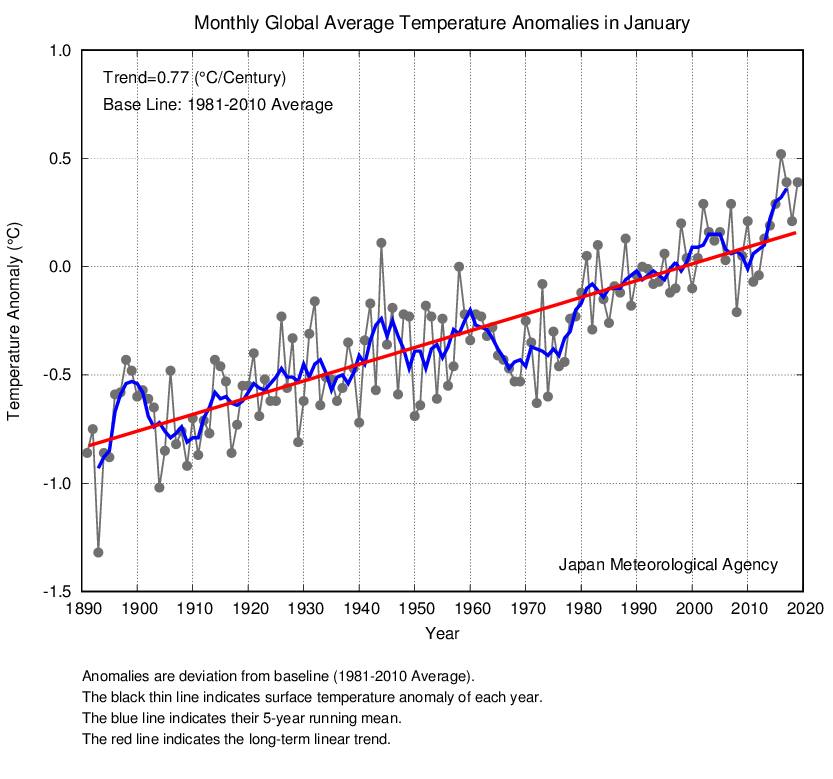 Monthly Global Average Temperature Anomalies in January
1.0
Trend=0.77 (°C/Century)
Base Line: 1981-2010 Average
0.5
Temperature Anomaly (°C)
0.0
-0.5
-1.0
Japan Meteorological Agency
-1.5
1890 1900 1910 1920 1930 1940 1950 1960 1970 1980 1990 2000 2010 2020
Year
Anomalies are deviation from baseline (1981-2010 Average).
The black thin line indicates surface temperature anomaly of each year.
The blue line indicates their 5-year running mean.
The red line indicates the long-term linear trend.